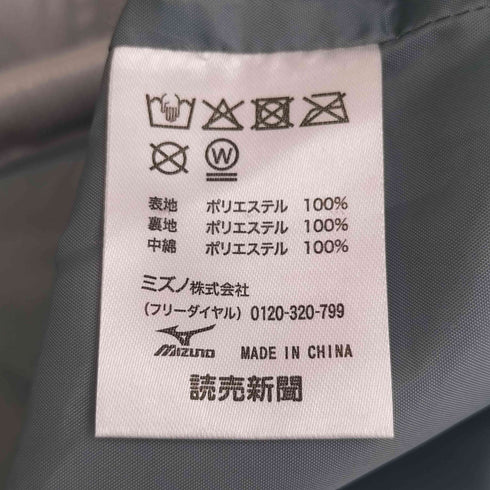 W
表地 ポリエステル 100%
裏地 ポリエステル 100%
中綿 ポリエステル 100%
ミズノ株式会社
(フリーダイヤル) 0120-320-799
MIZUNO MADE IN CHINA
読売新聞